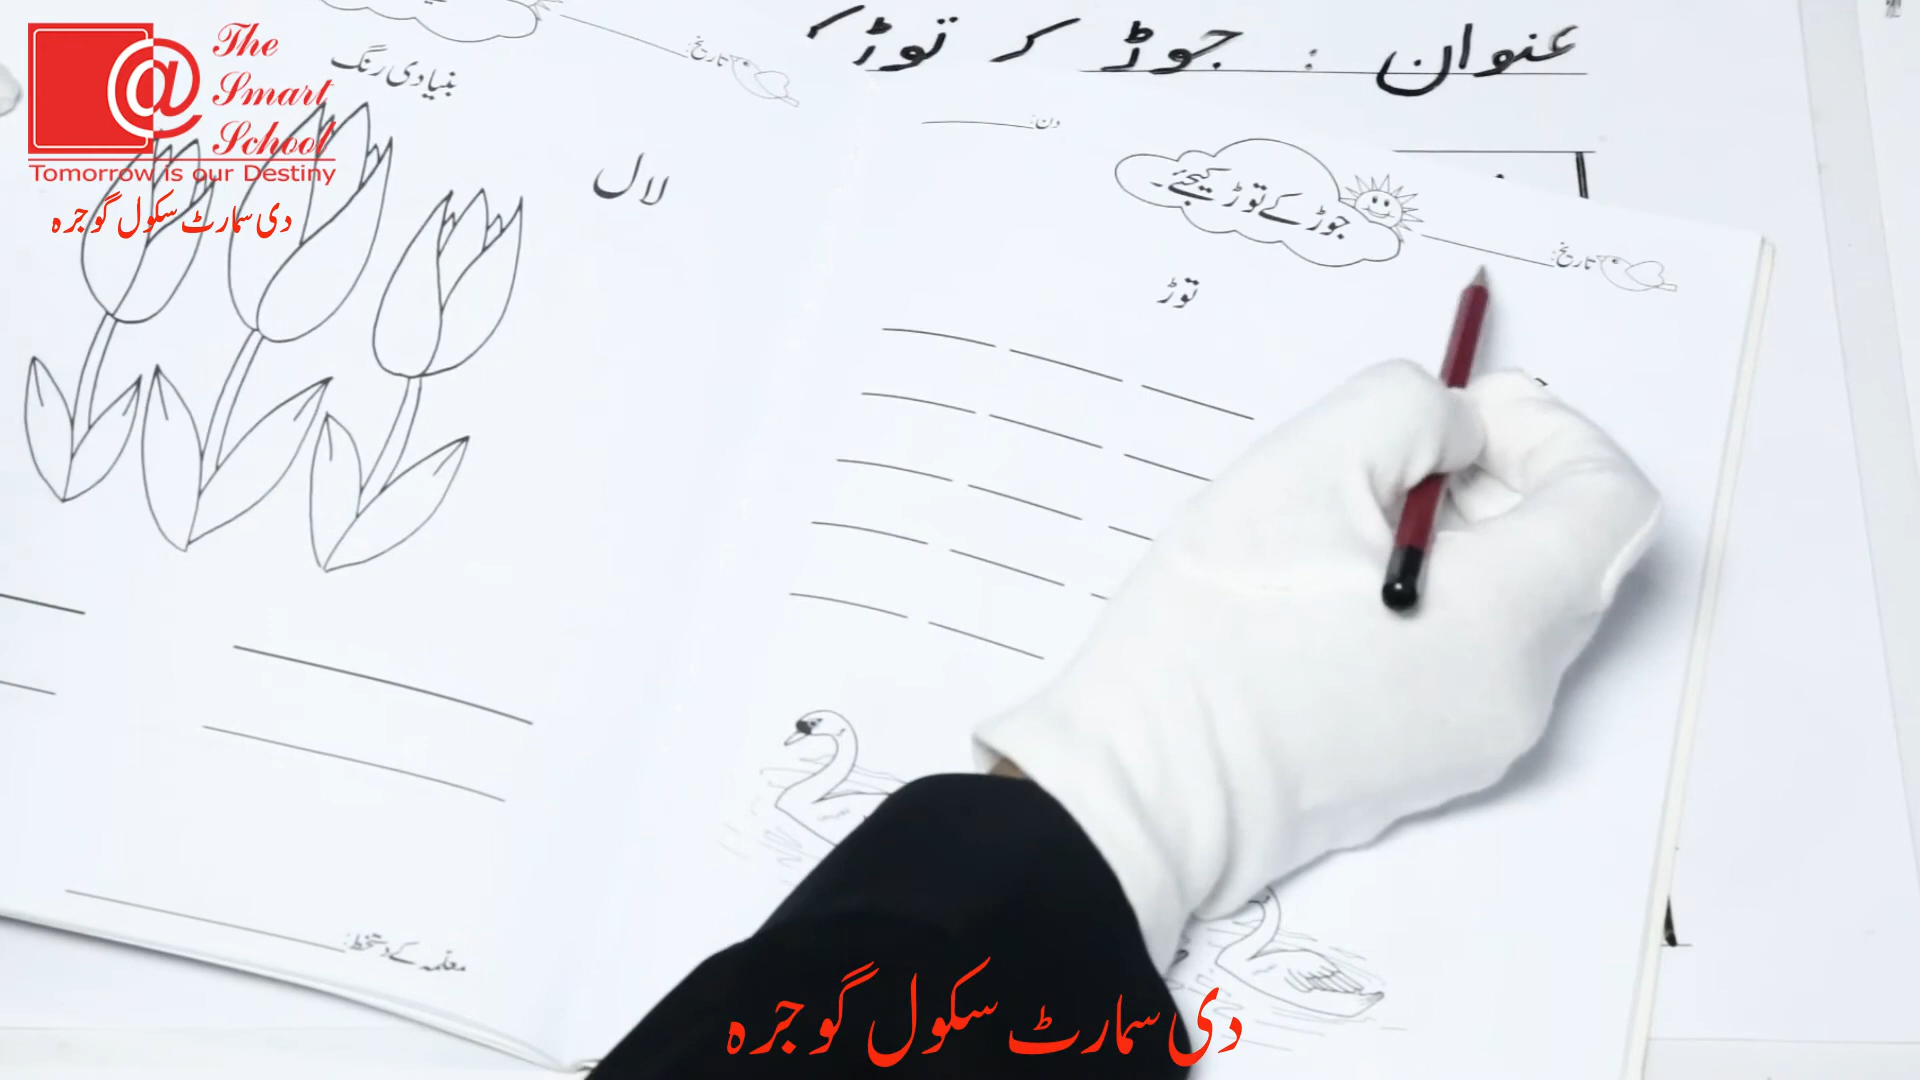 The
Smart
School
Tomorrow is our Destiny
دی سمارٹ سکول گوجرہ
عنوان : جوڑ کر توڑ
دن:
جوڑ کے توڑ کیجئے۔
تاریخ:
توڑ
تاریخ:
بنیادی رنگ
لال
معلمہ کے دستخط:
دی سمارٹ سکول گوجرہ